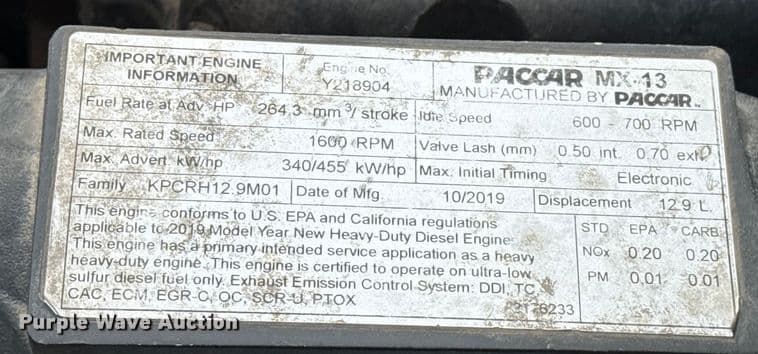 IMPORTANT ENGINE INFORMATION
Engine No. Y218904
PACCAR MX-13
MANUFACTURED BY PACCAR
Fuel Rate at Adv HP 264.3 mm³/ stroke
Idle Speed 600 - 700 RPM
Max. Rated Speed 1600 RPM
Valve Lash (mm) 0.50 int. 0.70 exh
Max. Advert kW/hp 340/455 kW/hp
Max. Initial Timing Electronic
Family KPCRH12.9M01
Date of Mfg. 10/2019
Displacement 12.9 L.
This engine conforms to U.S. EPA and California regulations
applicable to 2019 Model Year New Heavy-Duty Diesel Engine
This engine has a primary intended service application as a heavy
heavy-duty engine. This engine is certified to operate on ultra-low
sulfur diesel fuel only. Exhaust Emission Control System: DDI, TC,
CAC, ECM, EGR-C, OC, SCR-U, PTOX
STD EPA CARB
NOx 0.20 0.20
PM 0.01 0.01
2176233
Purple Wave Auction